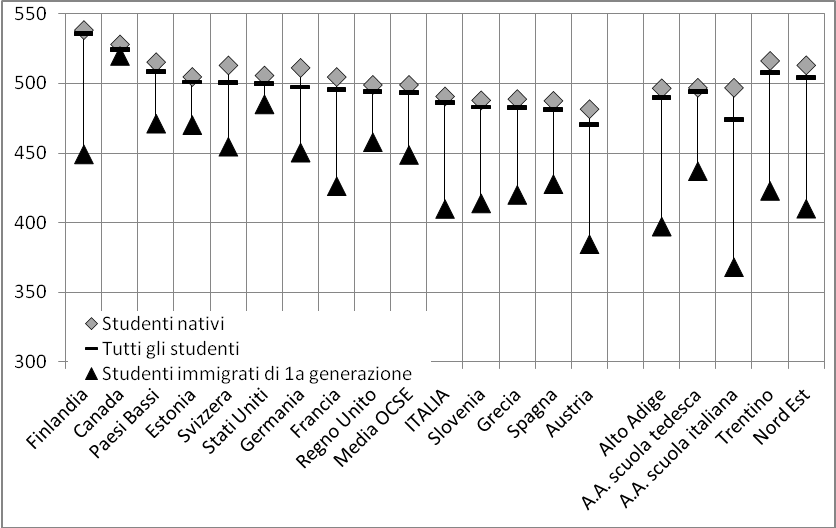 550
500
450
400
350
300
Studenti nativi
Tutti gli studenti
Studenti immigrati di 1a generazione
Finlandia
Canada
Paesi Bassi
Estonia
Svizzera
Stati Uniti
Germania
Francia
Regno Unito
Media OCSE
ITALIA
Slovenia
Grecia
Spagna
Austria
Alto Adige
A.A. scuola tedesca
A.A. scuola italiana
Trentino
Nord Est